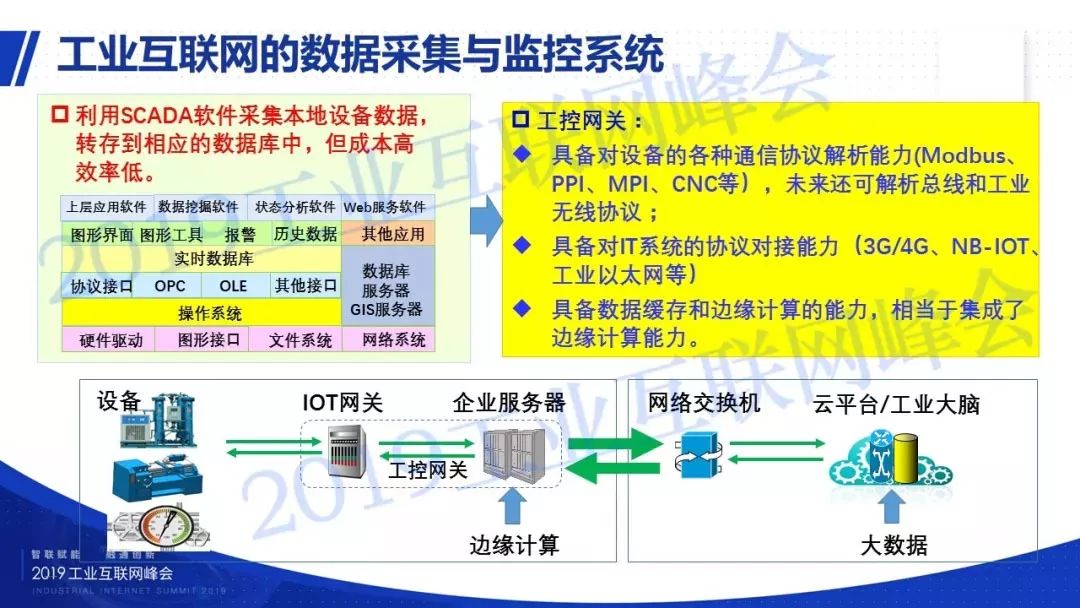 工业互联网的数据采集与监控系统
利用SCADA软件采集本地设备数据，
转存到相应的数据库中，但成本高
效率低。
上层应用软件 数据挖掘软件 状态分析软件 Web服务软件
图形界面 图形工具 报警 历史数据 其他应用
实时数据库
协议接口 OPC OLE 其他接口
数据库
服务器
GIS服务器
操作系统
硬件驱动 图形接口 文件系统 网络系统
工控网关：
具备对设备的各种通信协议解析能力(Modbus、
PPI、MPI、CNC等），未来还可解析总线和工业
无线协议；
具备对IT系统的协议对接能力（3G/4G、NB-IOT、
工业以太网等）
具备数据缓存和边缘计算的能力，相当于集成了
边缘计算能力。
设备 IOT网关 企业服务器 网络交换机 云平台/工业大脑
工控网关
边缘计算 大数据
智联赋能 融通创新
2019工业互联网峰会
INDUSTRIAL INTERNET SUMMIT 2019
2019工业互联网峰会
2019工业互联网峰会